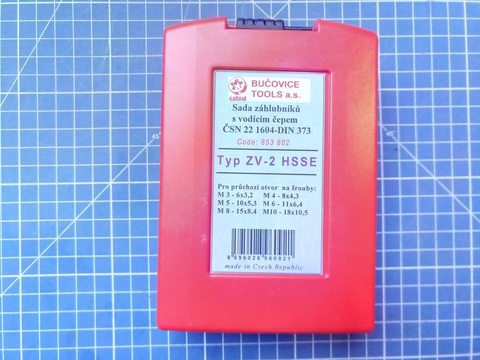 BUČOVICE
TOOLS a.s.
Sada záhlubníků
s vodícím čepem
ČSN 22 1604-DIN 373
Code: 853 802
Typ ZV-2 HSSE
Pro průchozí otvor na šrouby:
M 3 - 6x3,2 M 4 - 8x4,3
M 5 - 10x5,3 M 6 - 11x6,4
M 8 - 15x8,4 M10 - 18x10,5
made in Czech Republic